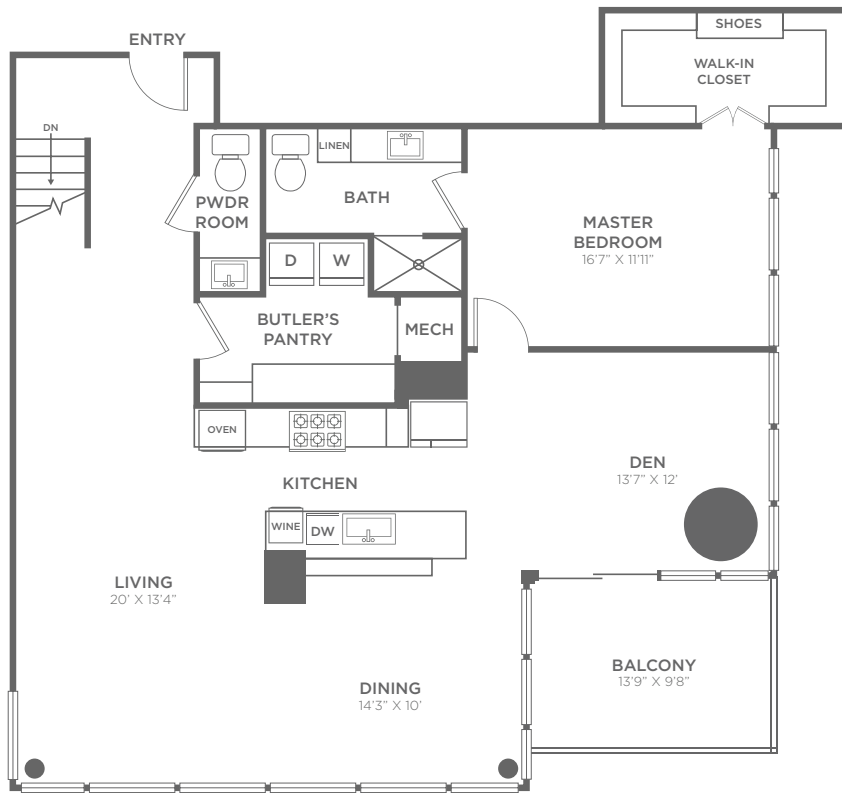 SHOES
ENTRY
WALK-IN
CLOSET
DN
LINEN
PWDR
ROOM
BATH
MASTER
BEDROOM
16'7" X 11'11"
D
W
BUTLER'S
PANTRY
MECH
OVEN
KITCHEN
DEN
13'7" X 12'
WINE
DW
LIVING
20' X 13'4"
BALCONY
13'9" X 9'8"
DINING
14'3" X 10'